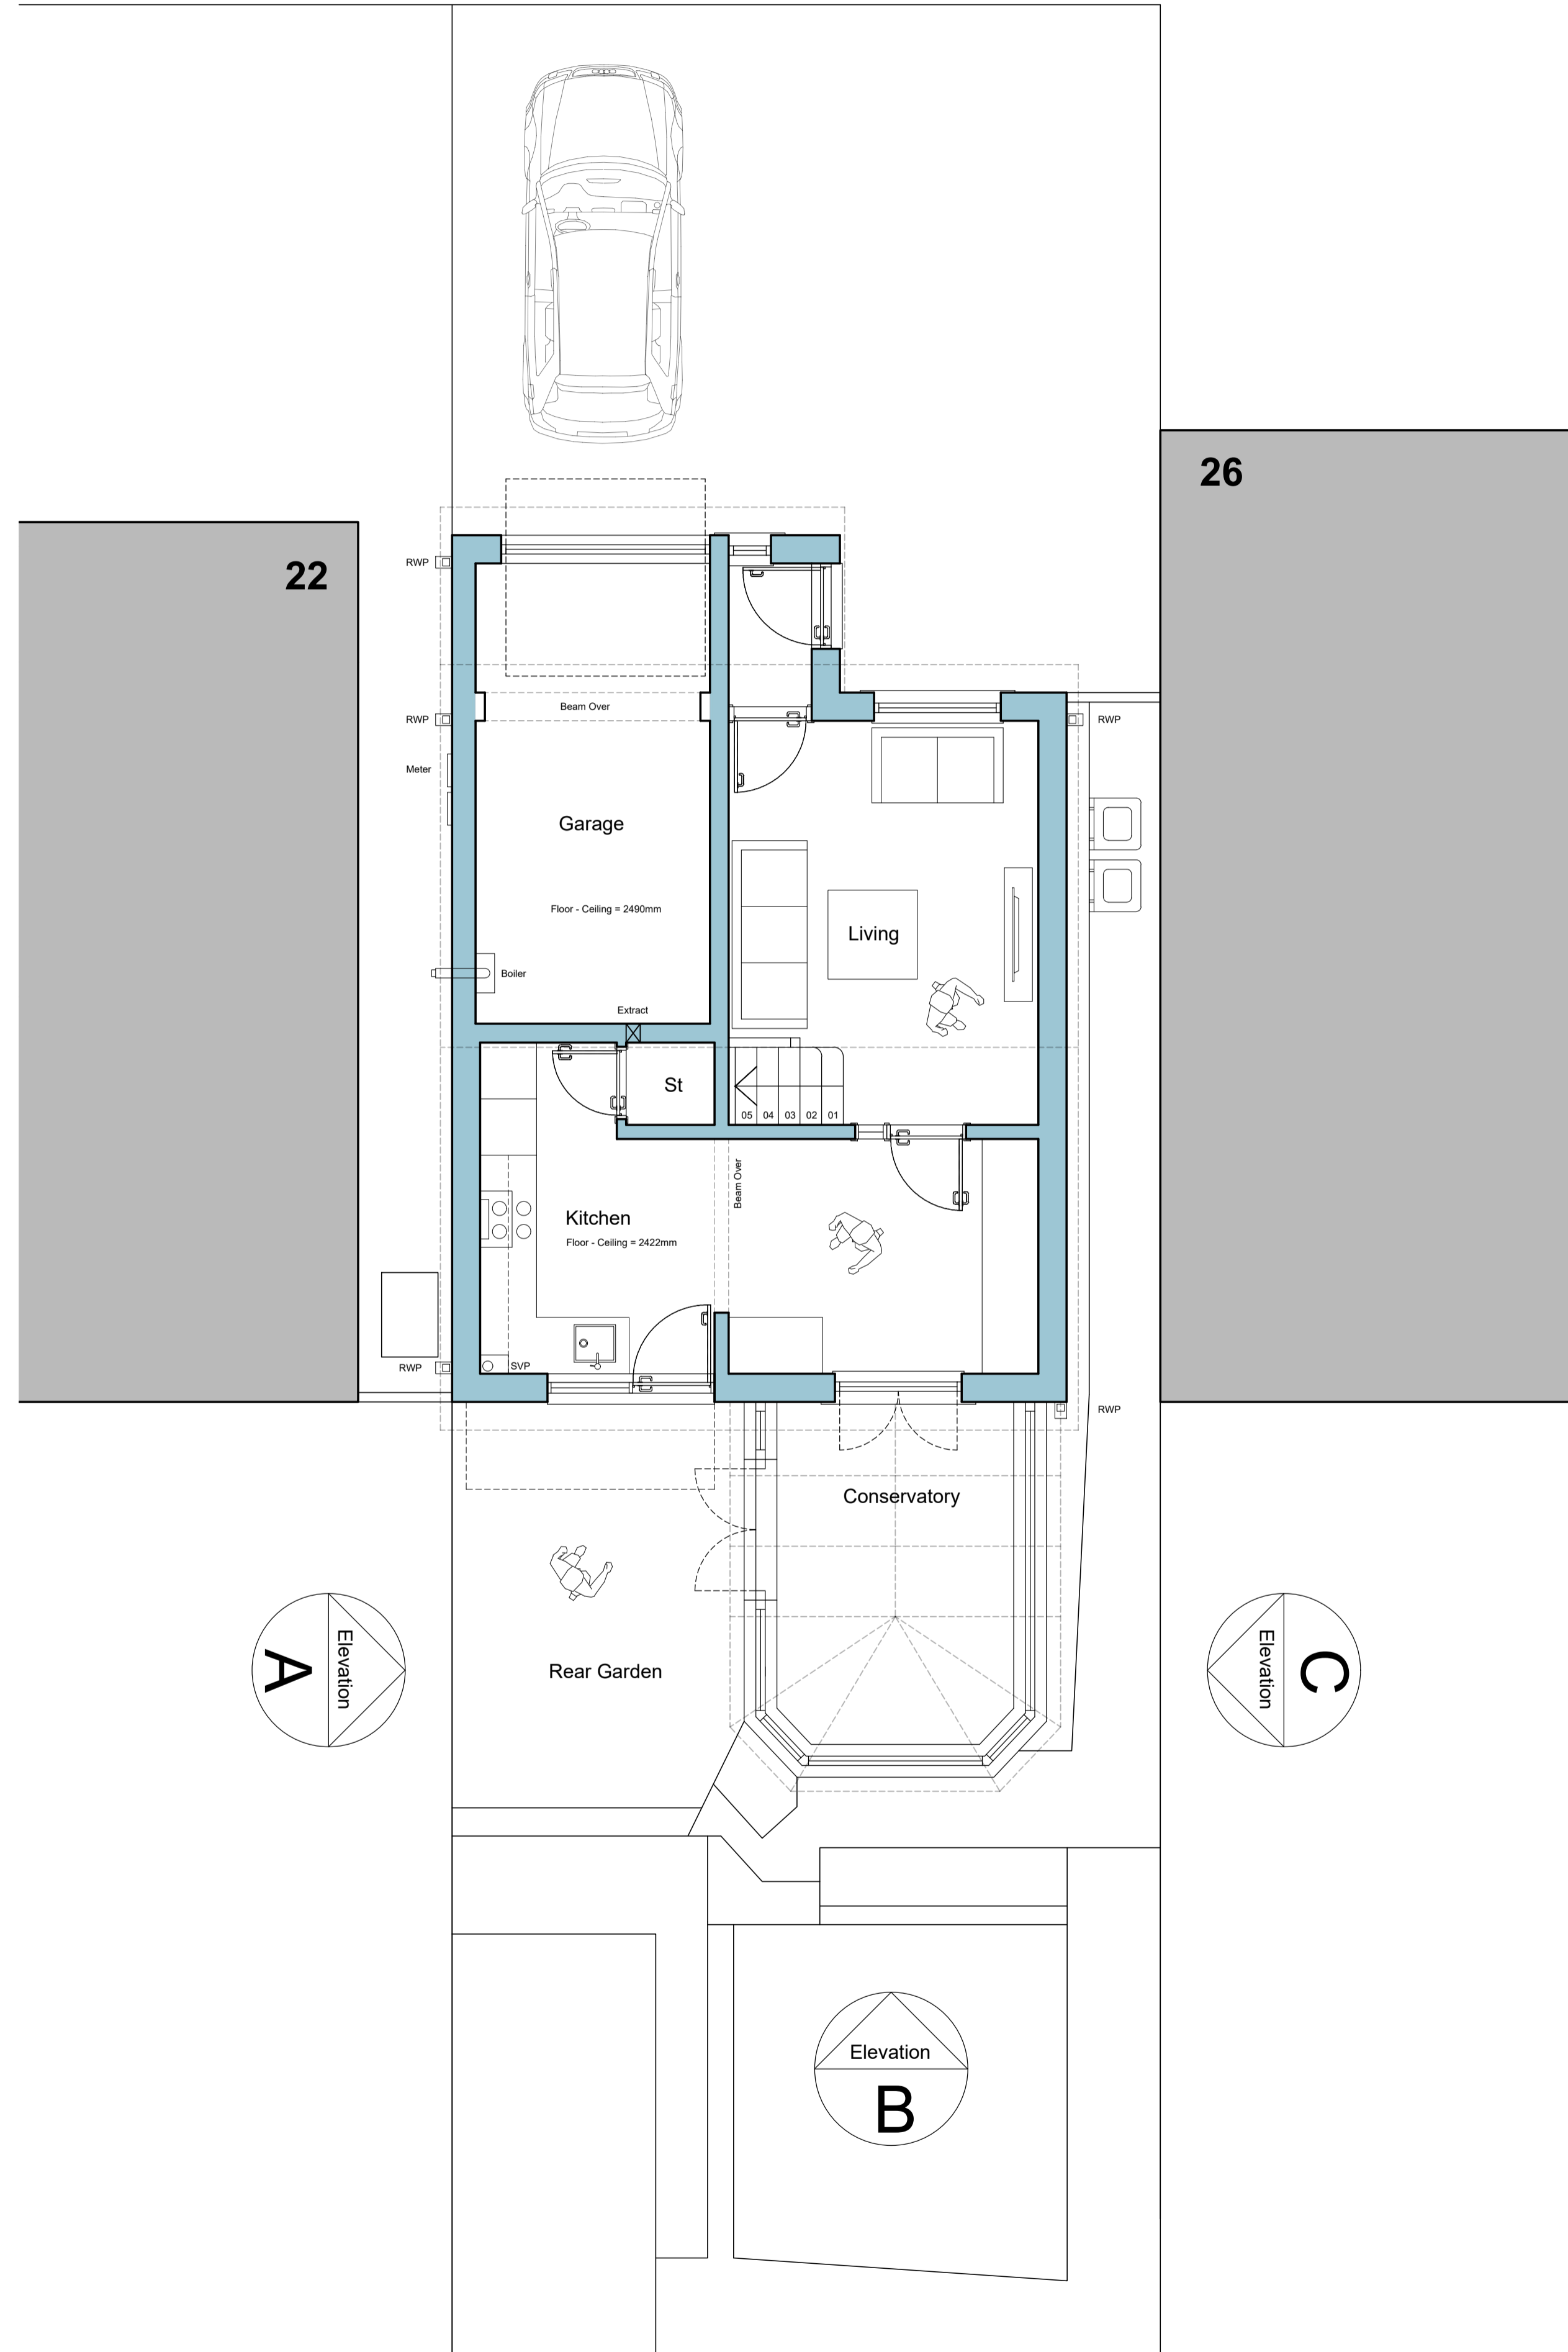 26
22
RWP
Beam Over
RWP
RWP
Meter
Garage
Floor - Ceiling = 2490mm
Living
Boiler
Extract
St
05 04 03 02 01
Beam Over
Kitchen
Floor - Ceiling = 2422mm
SVP
RWP
RWP
Conservatory
Elevation
A
Elevation
C
Rear Garden
Elevation
B